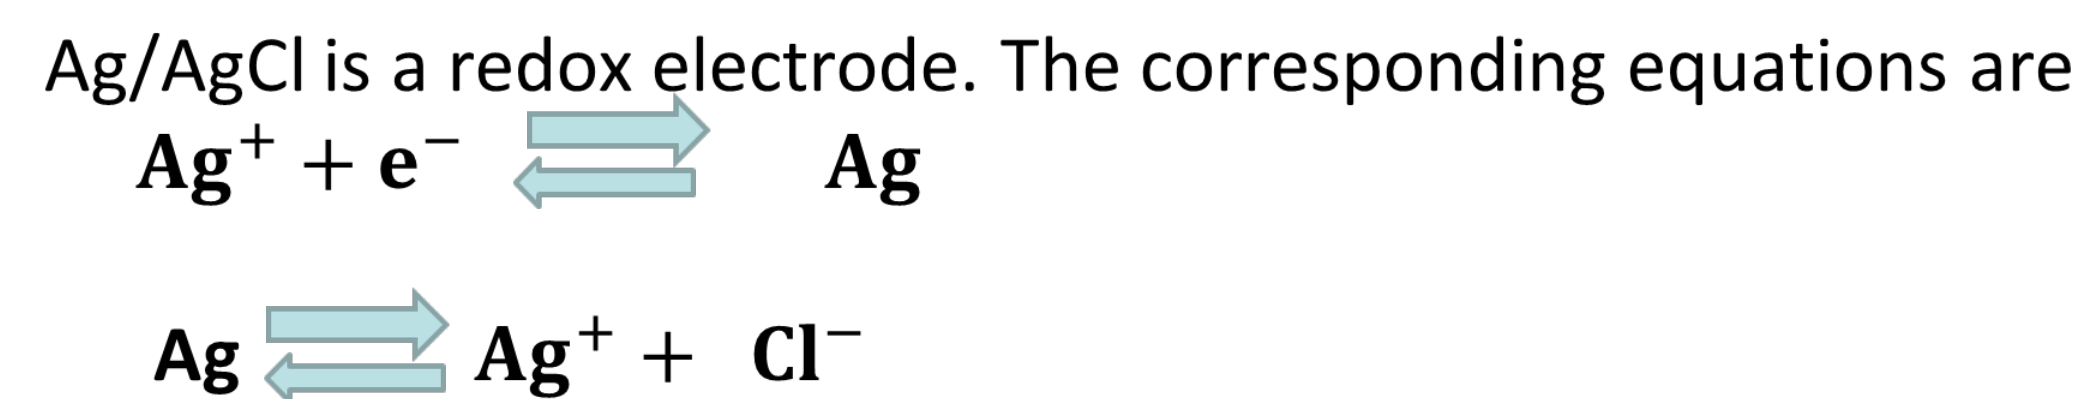 Ag/AgCl is a redox electrode. The corresponding equations are
Ag⁺ + e⁻ ⇌ Ag
Ag ⇌ Ag⁺ + Cl⁻